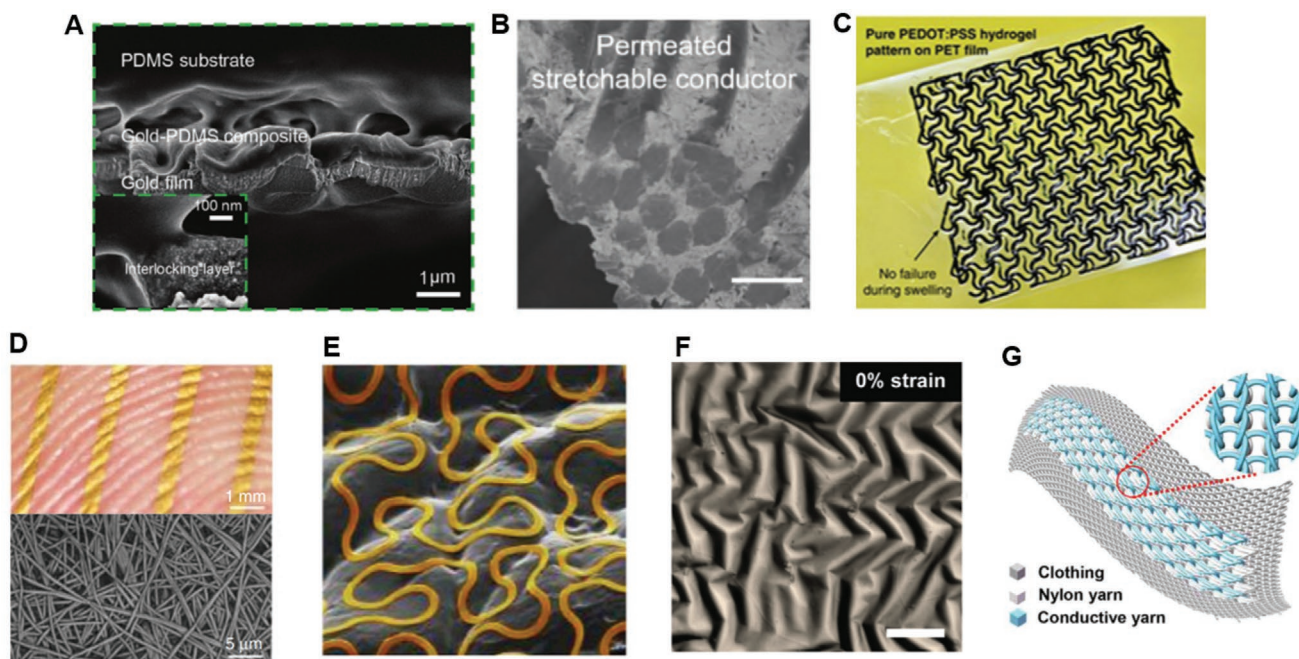 A
PDMS substrate
Gold-PDMS composite
Gold film
100 nm
Interlocking layer
1μm
B
Permeated
stretchable conductor
C
Pure PEDOT:PSS hydrogel
pattern on PET film
No failure
during swelling
D
1 mm
5 μm
E
F
0% strain
G
Clothing
Nylon yarn
Conductive yarn